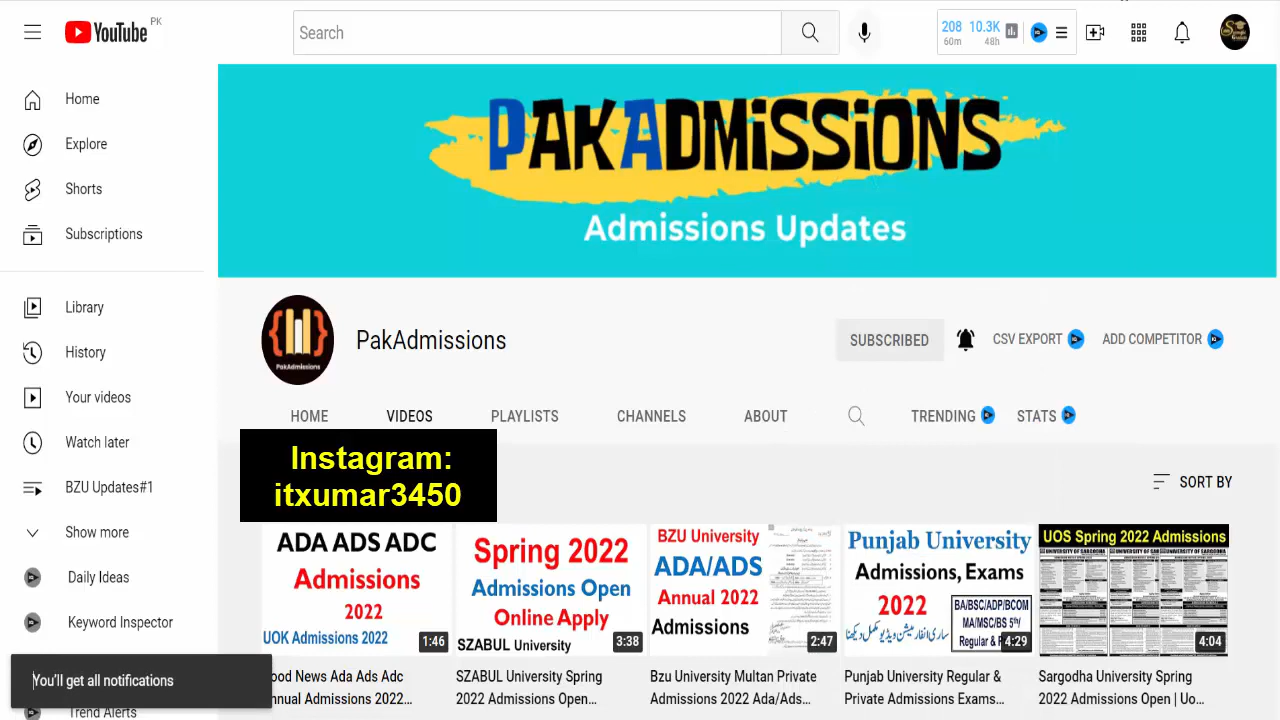 YouTube PK
Search
208 10.3K
60m 48h
Home
Explore
Shorts
Subscriptions
Library
History
Your videos
Watch later
BZU Updates#1
Show more
Daily Ideas
Keyword Inspector
Trend Alerts
You'll get all notifications
PAKADMiSSiONS
Admissions Updates
PakAdmissions
PakAdmissions
SUBSCRIBED
CSV EXPORT
ADD COMPETITOR
HOME VIDEOS PLAYLISTS CHANNELS ABOUT TRENDING STATS
Instagram:
itxumar3450
SORT BY
ADA ADS ADC
Admissions
2022
UOK Admissions 2022
1:46
ood News Ada Ads Adc
nnual Admissions 2022...
Spring 2022
Admissions Open
Online Apply
SZABUL University
3:38
SZABUL University Spring
2022 Admissions Open...
BZU University
ADA/ADS
Annual 2022
Admissions
2:47
Bzu University Multan Private
Admissions 2022 Ada/Ads...
Punjab University
Admissions, Exams
2022
BA/BSC/ADP/BCOM
MA/MSC/BS 5th/
Regular &
4:29
Punjab University Regular &
Private Admissions Exams...
UOS Spring 2022 Admissions
4:04
Sargodha University Spring
2022 Admissions Open | Uo...